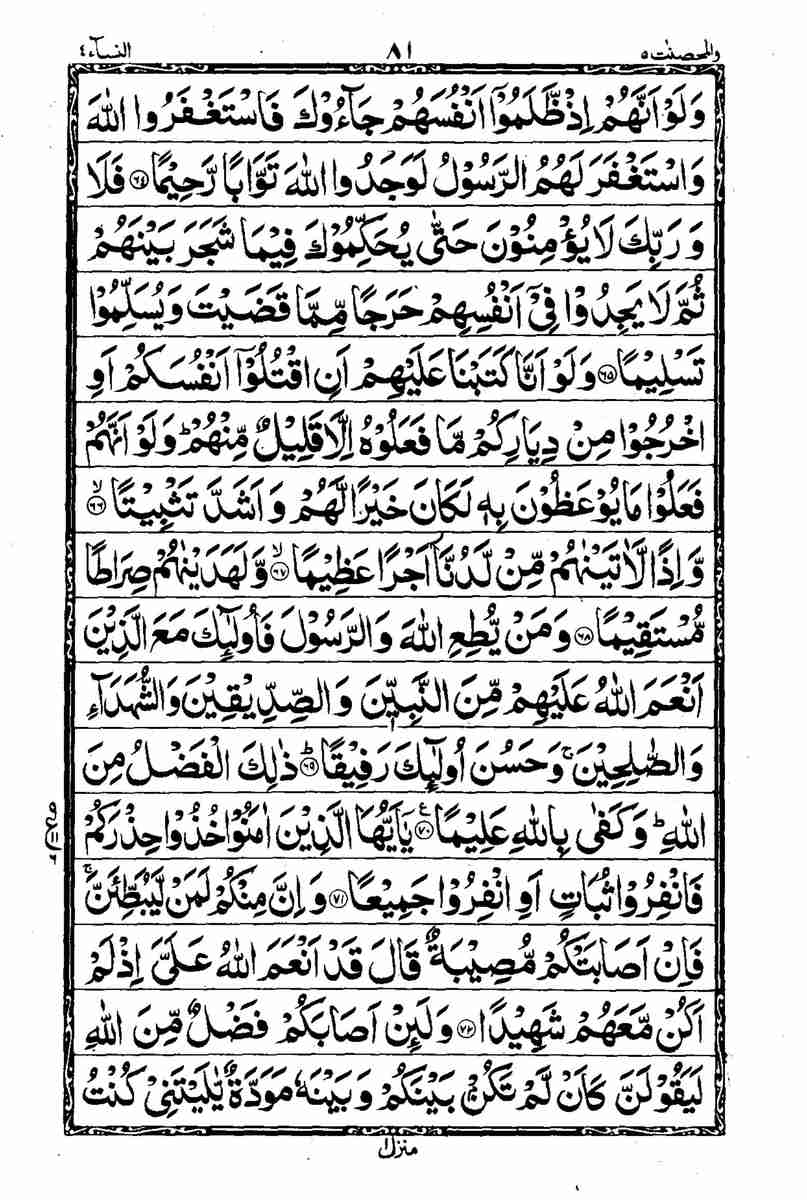 والمحصنت ٥ ٨١ النسآء ٤
وَلَوْ اَنَّهُمْ اِذْ ظَّلَمُوْٓا اَنْفُسَهُمْ جَآءُوْكَ فَاسْتَغْفَرُوا اللّٰهَ
وَاسْتَغْفَرَ لَهُمُ الرَّسُوْلُ لَوَجَدُوا اللّٰهَ تَوَّابًا رَّحِيْمًا ﴿٦٤﴾ فَلَا
وَرَبِّكَ لَا يُؤْمِنُوْنَ حَتّٰى يُحَكِّمُوْكَ فِيْمَا شَجَرَ بَيْنَهُمْ
ثُمَّ لَا يَجِدُوْا فِيْٓ اَنْفُسِهِمْ حَرَجًا مِّمَّا قَضَيْتَ وَيُسَلِّمُوْا
تَسْلِيْمًا ﴿٦٥﴾ وَلَوْ اَنَّا كَتَبْنَا عَلَيْهِمْ اَنِ اقْتُلُوْٓا اَنْفُسَكُمْ اَوِ
اخْرُجُوْا مِنْ دِيَارِكُمْ مَّا فَعَلُوْهُ اِلَّا قَلِيْلٌ مِّنْهُمْ ؕ وَلَوْ اَنَّهُمْ
فَعَلُوْا مَا يُوْعَظُوْنَ بِهٖ لَكَانَ خَيْرًا لَّهُمْ وَاَشَدَّ تَثْبِيْتًا ﴿٦٦﴾ۙ
وَّاِذًا لَّاٰتَيْنٰهُمْ مِّنْ لَّدُنَّآ اَجْرًا عَظِيْمًا ﴿٦٧﴾ۙ وَّلَهَدَيْنٰهُمْ صِرَاطًا
مُّسْتَقِيْمًا ﴿٦٨﴾ وَمَنْ يُّطِعِ اللّٰهَ وَالرَّسُوْلَ فَاُولٰٓئِكَ مَعَ الَّذِيْنَ
اَنْعَمَ اللّٰهُ عَلَيْهِمْ مِّنَ النَّبِيّٖنَ وَالصِّدِّيْقِيْنَ وَالشُّهَدَآءِ
وَالصّٰلِحِيْنَ ۚ وَحَسُنَ اُولٰٓئِكَ رَفِيْقًا ﴿٦٩﴾ؕ ذٰلِكَ الْفَضْلُ مِنَ
اللّٰهِ ؕ وَكَفٰى بِاللّٰهِ عَلِيْمًا ﴿٧٠﴾ۧ يٰٓاَيُّهَا الَّذِيْنَ اٰمَنُوْا خُذُوْا حِذْرَكُمْ
فَانْفِرُوْا ثُبَاتٍ اَوِ انْفِرُوْا جَمِيْعًا ﴿٧١﴾ وَاِنَّ مِنْكُمْ لَمَنْ لَّيُبَطِّئَنَّ ۚ
فَاِنْ اَصَابَتْكُمْ مُّصِيْبَةٌ قَالَ قَدْ اَنْعَمَ اللّٰهُ عَلَيَّ اِذْ لَمْ
اَكُنْ مَّعَهُمْ شَهِيْدًا ﴿٧٢﴾ وَلَئِنْ اَصَابَكُمْ فَضْلٌ مِّنَ اللّٰهِ
لَيَقُوْلَنَّ كَاَنْ لَّمْ تَكُنْۢ بَيْنَكُمْ وَبَيْنَهٗ مَوَدَّةٌ يّٰلَيْتَنِيْ كُنْتُ
منزل ١